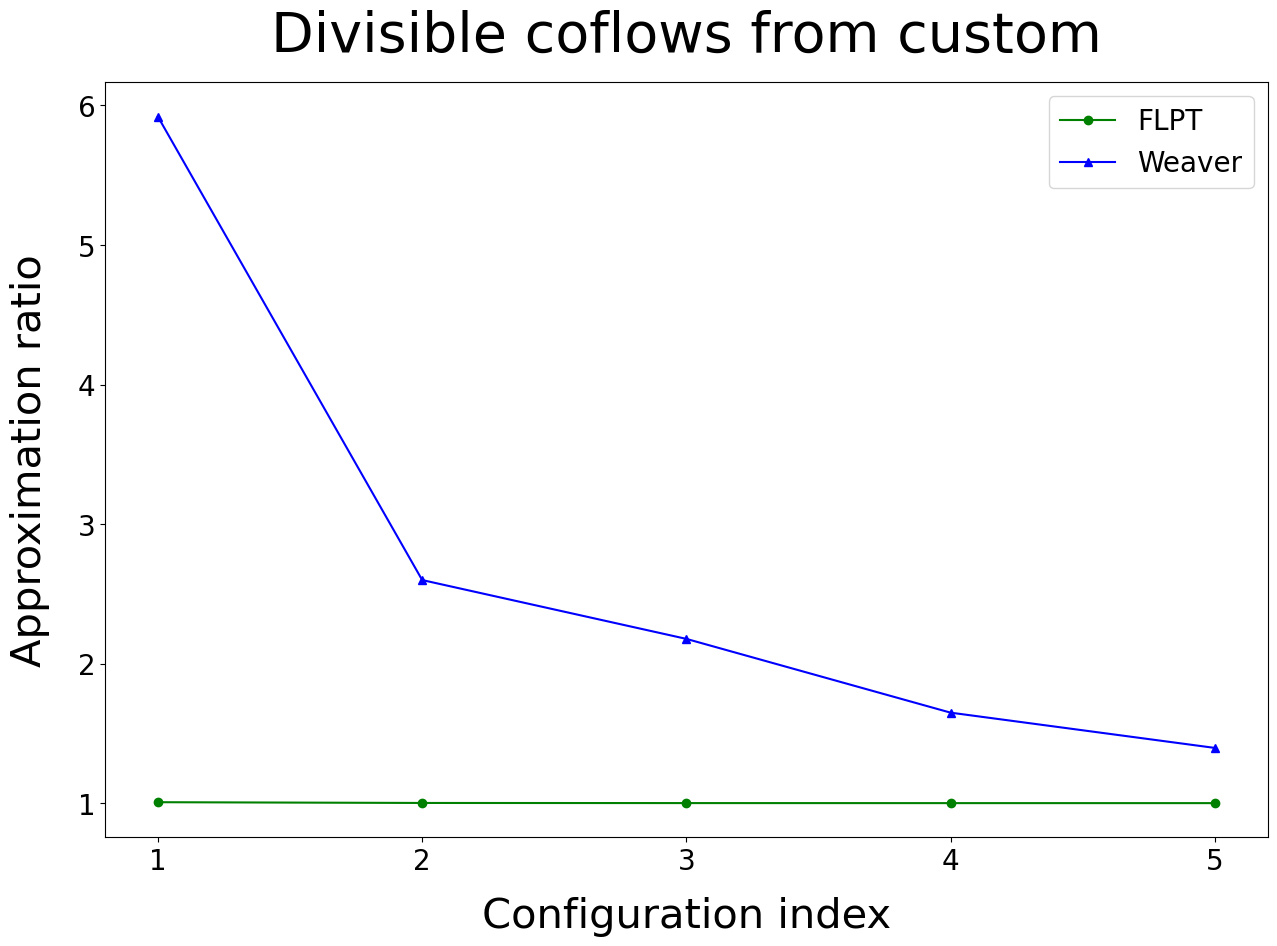 Divisible coflows from custom
Approximation ratio
6
5
4
3
2
1
FLPT
Weaver
1 2 3 4 5
Configuration index